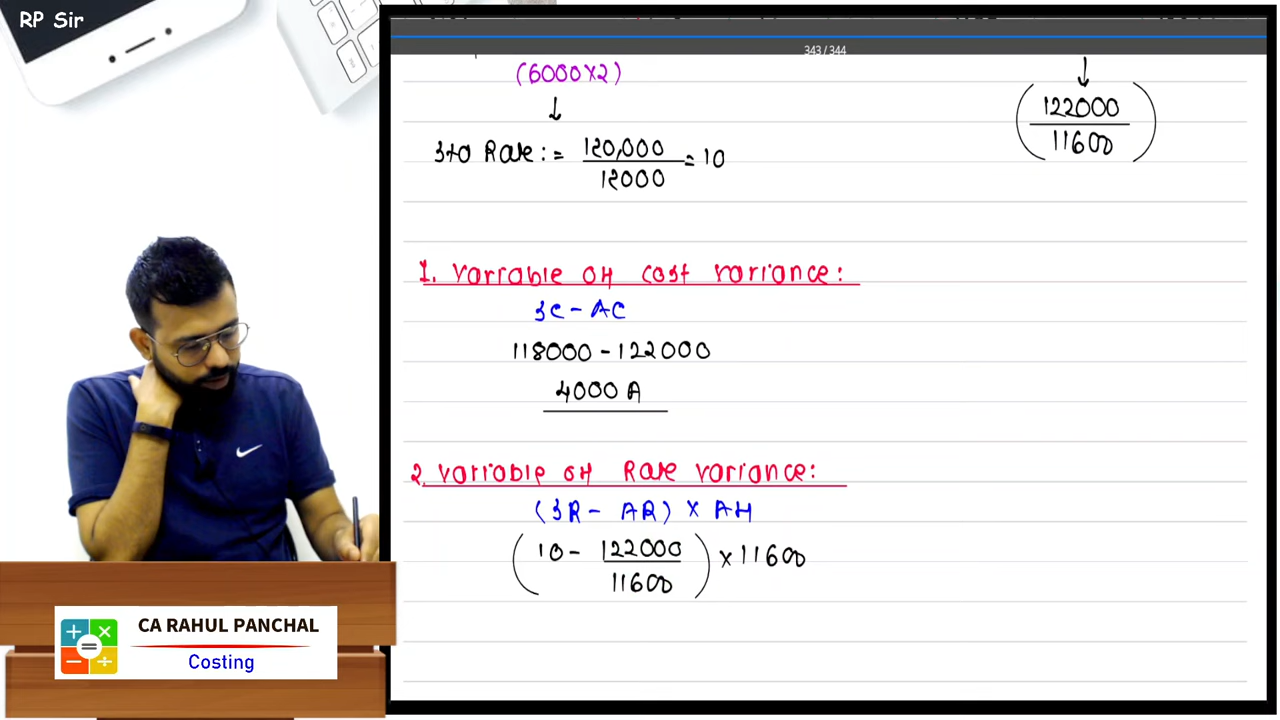 RP Sir
343 / 344
(6000×2)
↓
↓
(122000 / 11600)
Std Rate := 120,000 / 12000 = 10
1. Variable OH Cost Variance:
SC - AC
118000 - 122000
4000 A
2. Variable OH Rate Variance:
(SR - AR) × AH
(10 - 122000 / 11600) × 11600
CA RAHUL PANCHAL
Costing